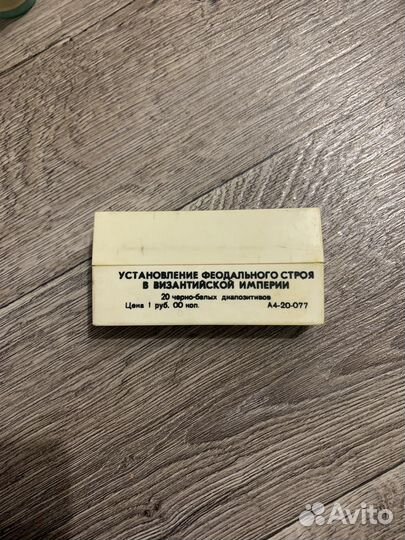 УСТАНОВЛЕНИЕ ФЕОДАЛЬНОГО СТРОЯ
В ВИЗАНТИЙСКОЙ ИМПЕРИИ
20 черно-белых диапозитивов
Цена 1 руб. 00 коп. А4-20-077
Avito